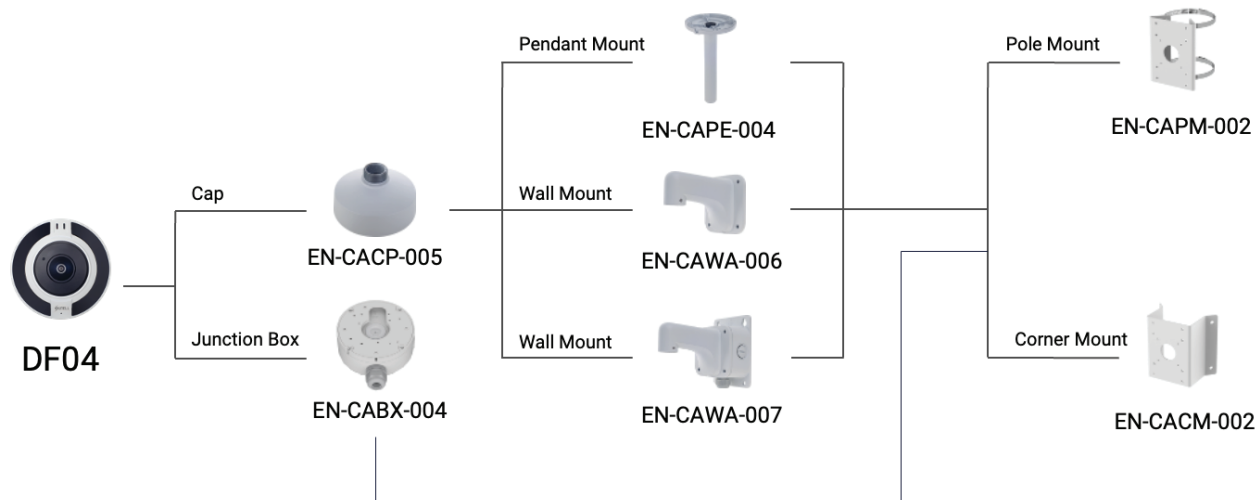 Pendant Mount
Pole Mount
EN-CAPE-004
EN-CAPM-002
Cap
Wall Mount
EN-CACP-005
EN-CAWA-006
DF04
Junction Box
Wall Mount
Corner Mount
EN-CABX-004
EN-CAWA-007
EN-CACM-002